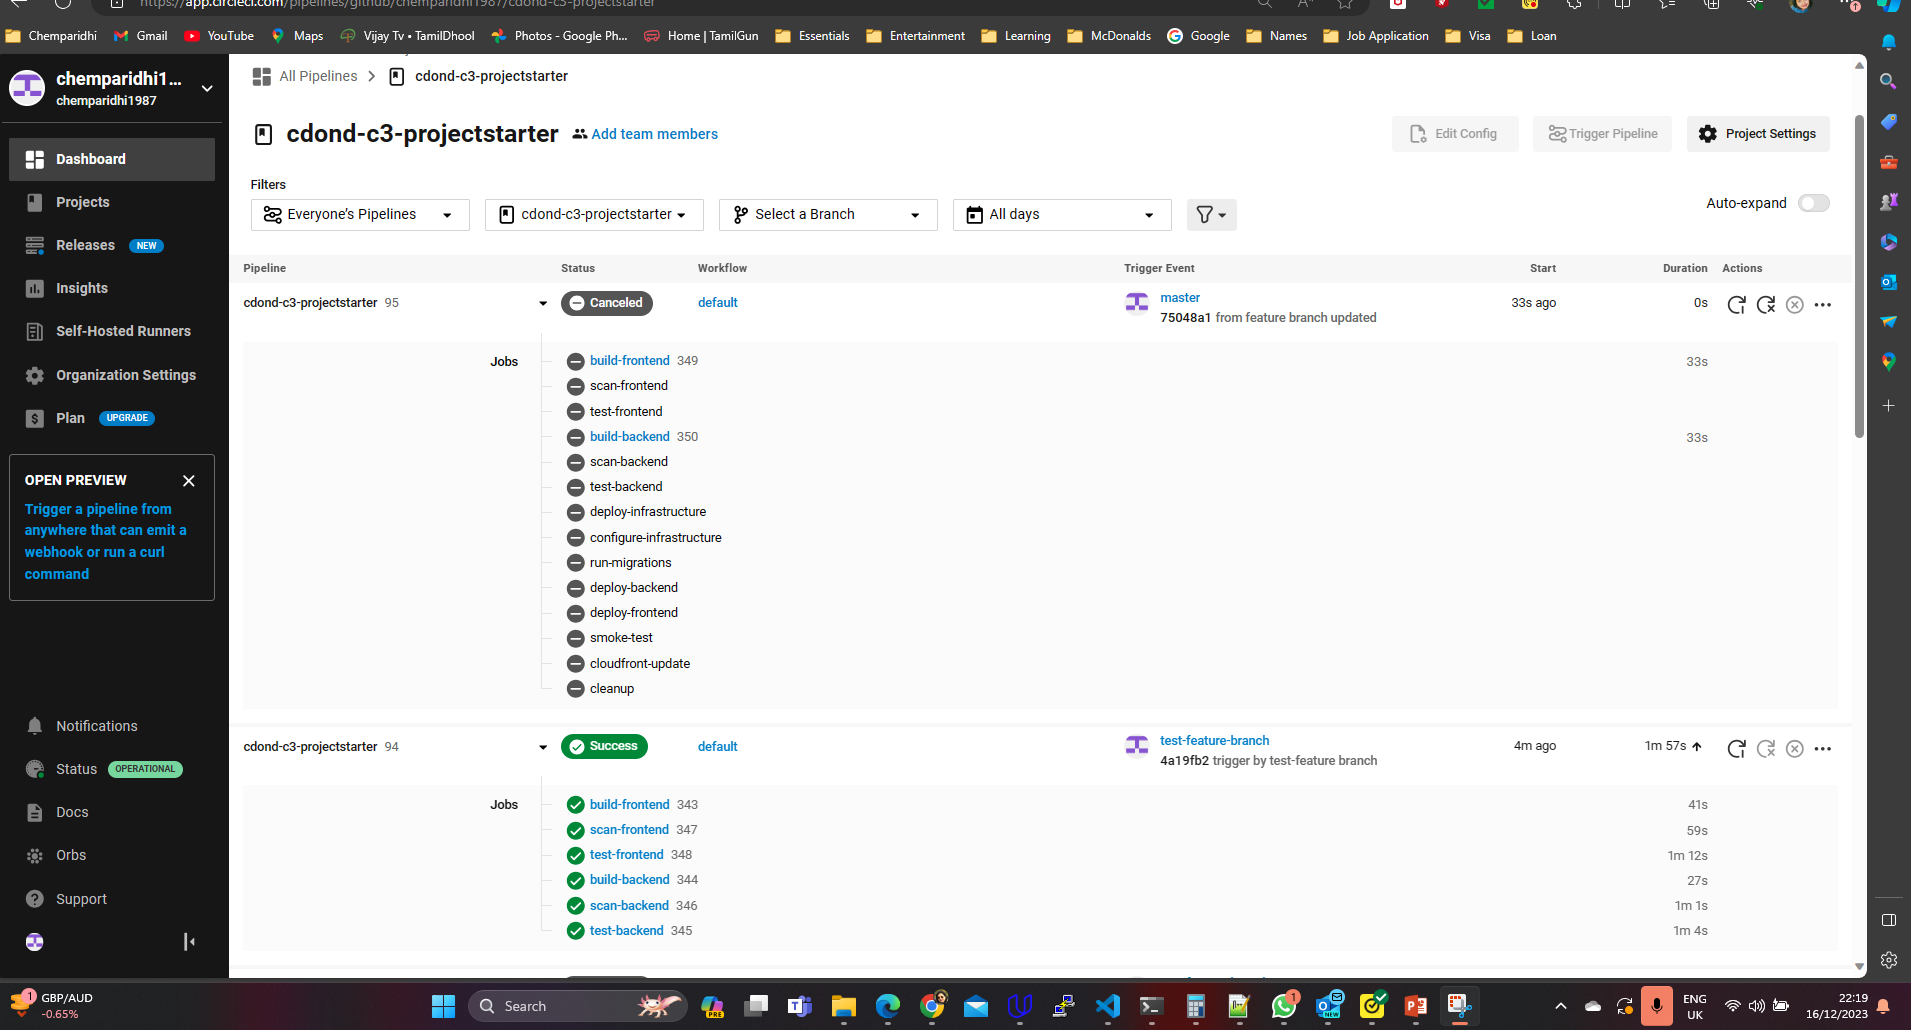 https://app.circleci.com/pipelines/github/chemparidhi1987/cdond-c3-projectstarter
Chemparidhi
Gmail
YouTube
Maps
Vijay Tv • TamilDhool
Photos - Google Ph...
Home | TamilGun
Essentials
Entertainment
Learning
McDonalds
Google
Names
Job Application
Visa
Loan
chemparidhi1...
chemparidhi1987
Dashboard
Projects
Releases NEW
Insights
Self-Hosted Runners
Organization Settings
Plan UPGRADE
OPEN PREVIEW
Trigger a pipeline from
anywhere that can emit a
webhook or run a curl
command
Notifications
Status OPERATIONAL
Docs
Orbs
Support
All Pipelines
cdond-c3-projectstarter
cdond-c3-projectstarter
Add team members
Edit Config
Trigger Pipeline
Project Settings
Filters
Everyone's Pipelines
cdond-c3-projectstarter
Select a Branch
All days
Auto-expand
Pipeline Status Workflow Trigger Event Start Duration Actions
cdond-c3-projectstarter 95 Canceled default master 33s ago 0s
75048a1 from feature branch updated
Jobs build-frontend 349 33s
scan-frontend
test-frontend
build-backend 350 33s
scan-backend
test-backend
deploy-infrastructure
configure-infrastructure
run-migrations
deploy-backend
deploy-frontend
smoke-test
cloudfront-update
cleanup
cdond-c3-projectstarter 94 Success default test-feature-branch 4m ago 1m 57s
4a19fb2 trigger by test-feature branch
Jobs build-frontend 343 41s
scan-frontend 347 59s
test-frontend 348 1m 12s
build-backend 344 27s
scan-backend 346 1m 1s
test-backend 345 1m 4s
1
GBP/AUD
-0.65%
Search
PRE
1
NEW
ENG
UK
22:19
16/12/2023